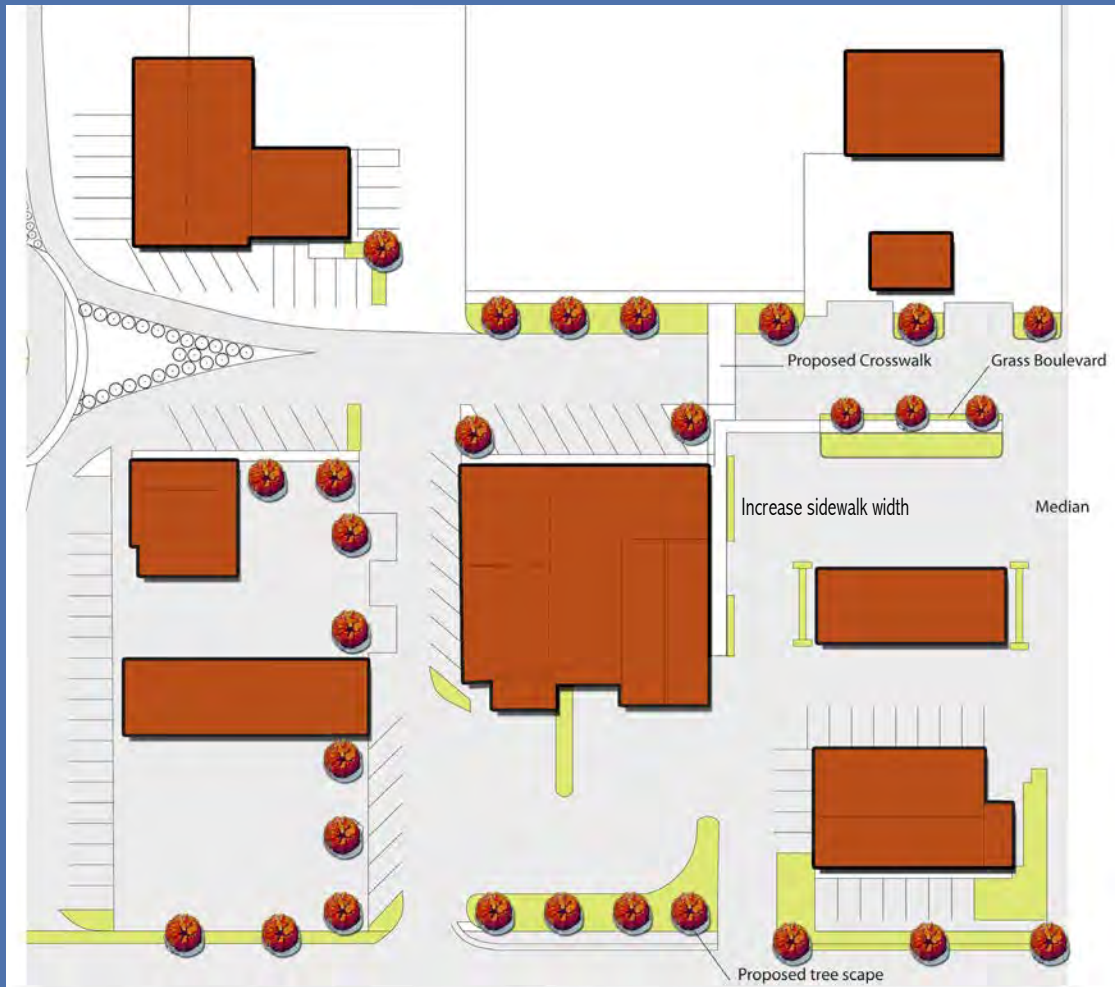 Proposed Crosswalk
Grass Boulevard
Increase sidewalk width
Median
Proposed tree scape